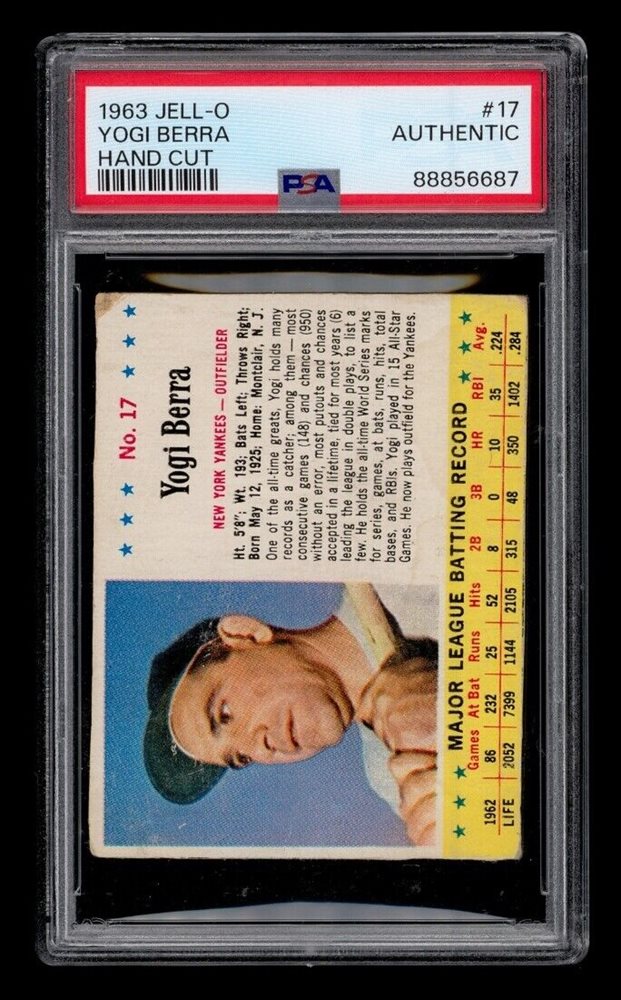 1963 JELL-O #17
YOGI BERRA AUTHENTIC
HAND CUT
PSA 88856687
★ ★ ★ No. 17 ★ ★ ★
Yogi Berra
NEW YORK YANKEES — OUTFIELDER
Ht. 5'8"; Wt. 193; Bats Left; Throws Right;
Born May 12, 1925; Home: Montclair, N. J.
One of the all-time greats, Yogi holds many
records as a catcher; among them — most
consecutive games (148) and chances (950)
without an error, most putouts and chances
accepted in a lifetime, tied for most years (6)
leading the league in double plays, to list a
few. He holds the all-time World Series marks
for series, games, at bats, runs, hits, total
bases, and RBIs. Yogi played in 15 All-Star
Games. He now plays outfield for the Yankees.
★ ★ ★ MAJOR LEAGUE BATTING RECORD ★ ★ ★
Games At Bat Runs Hits 2B 3B HR RBI Avg.
1962 86 232 25 52 8 0 10 35 .224
LIFE 2052 7399 1144 2105 315 48 350 1402 .284